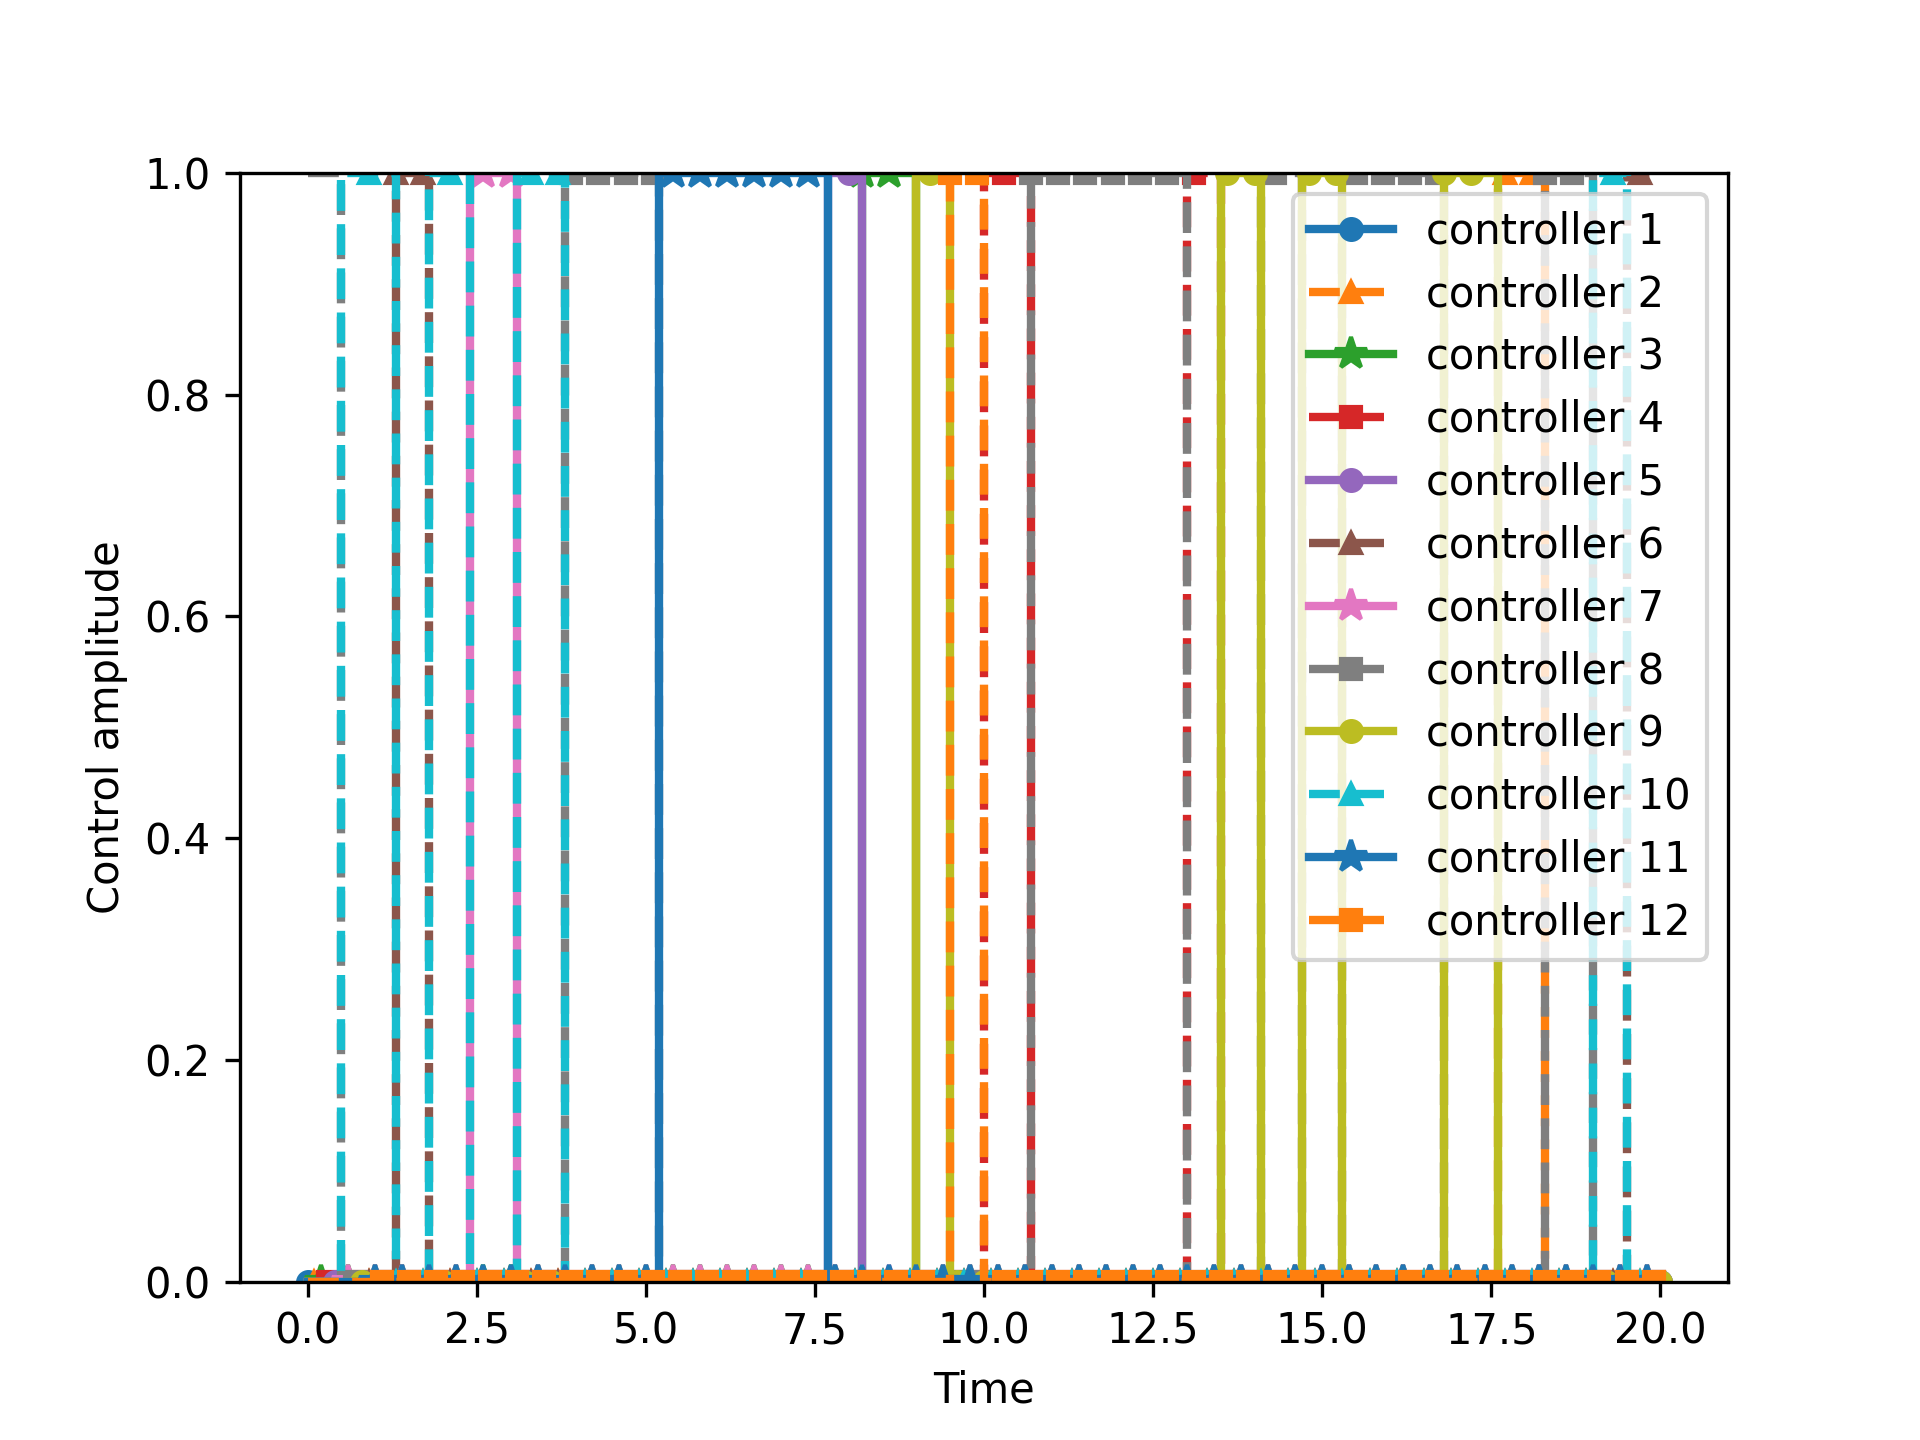 1.0
0.8
0.6
0.4
0.2
0.0
Control amplitude
0.0 2.5 5.0 7.5 10.0 12.5 15.0 17.5 20.0
Time
controller 1
controller 2
controller 3
controller 4
controller 5
controller 6
controller 7
controller 8
controller 9
controller 10
controller 11
controller 12